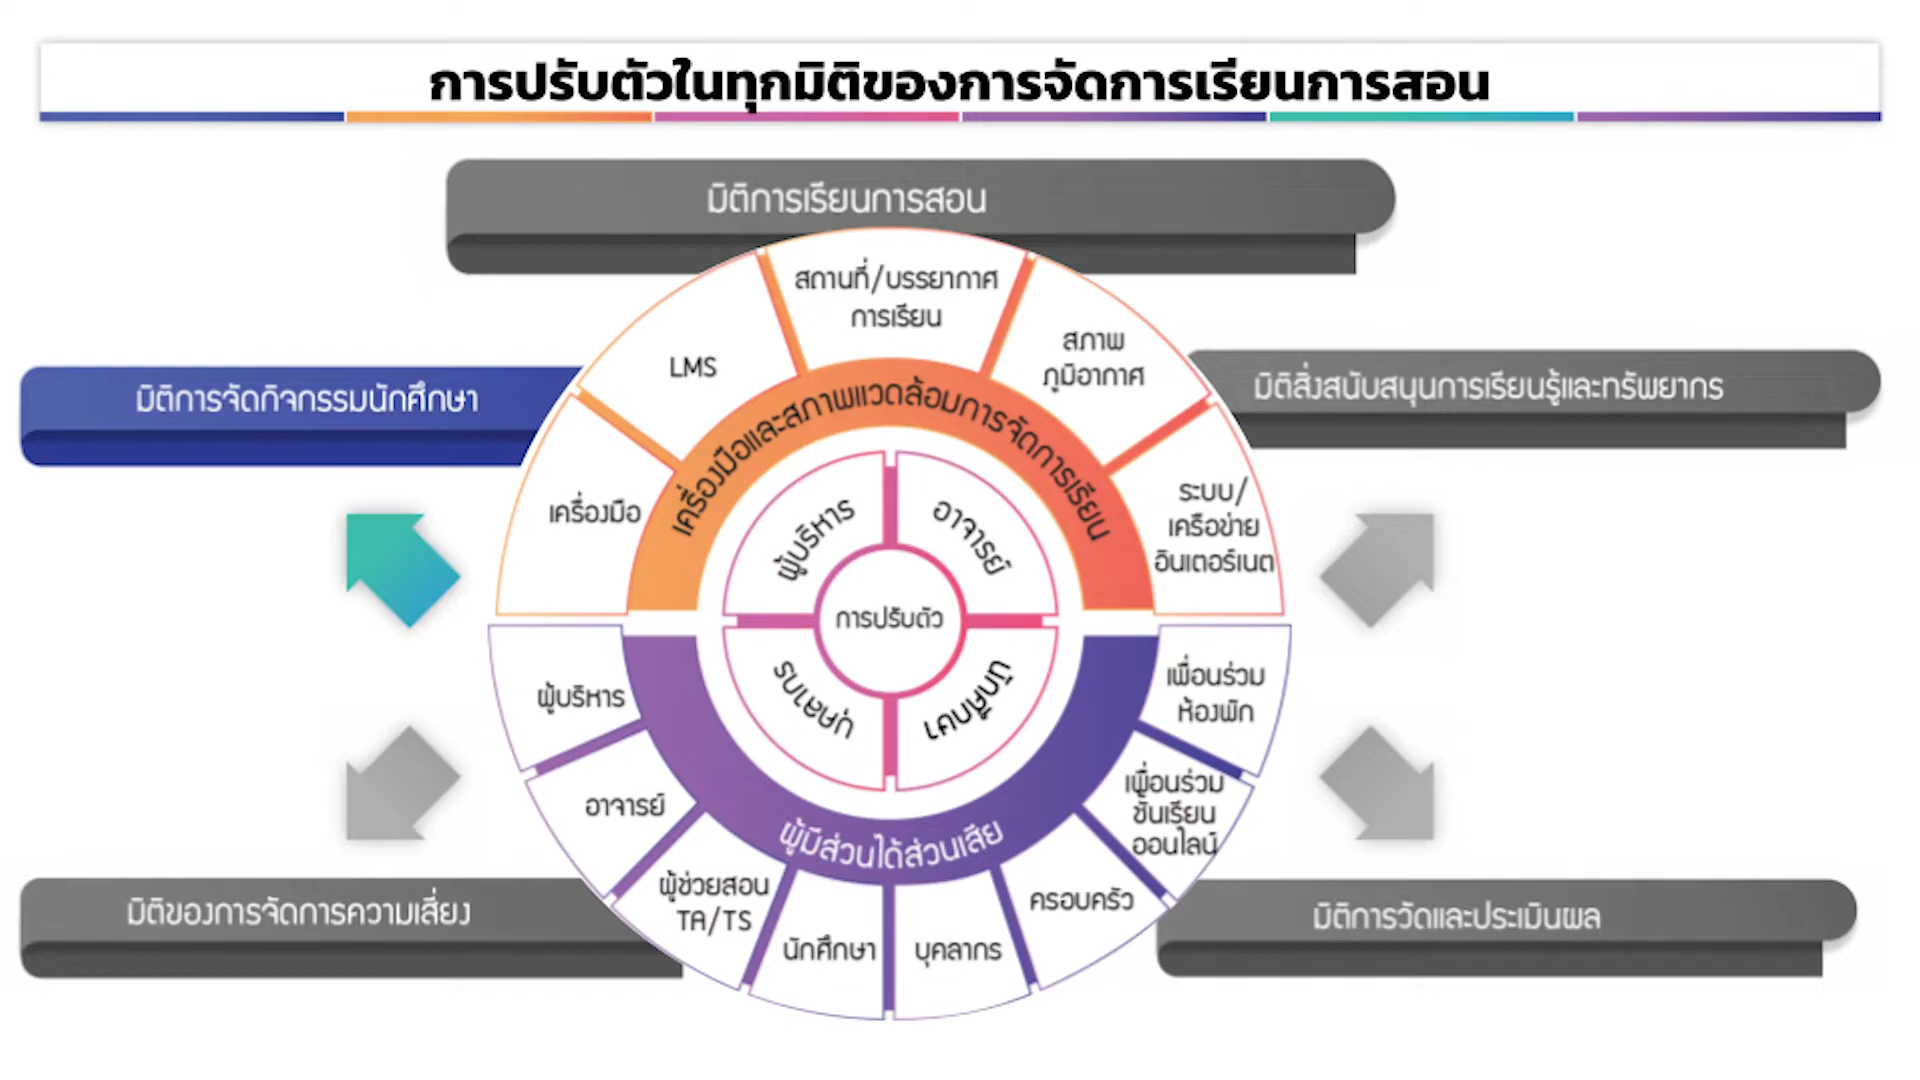 การปรับตัวในทุกมิติของการจัดการเรียนการสอน
มิติการเรียนการสอน
มิติการจัดกิจกรรมนักศึกษา
มิติสิ่งสนับสนุนการเรียนรู้และทรัพยากร
เครื่องมือ
LMS
สถานที่/บรรยากาศ
การเรียน
สภาพ
ภูมิอากาศ
ระบบ/
เครือข่าย
อินเตอร์เนต
เครื่องมือและสภาพแวดล้อมการจัดการเรียน
ผู้บริหาร
อาจารย์
การปรับตัว
บุคลากร
นักศึกษา
ผู้มีส่วนได้ส่วนเสีย
ผู้บริหาร
อาจารย์
ผู้ช่วยสอน
TA/TS
นักศึกษา
บุคลากร
ครอบครัว
เพื่อนร่วม
ชั้นเรียน
ออนไลน์
เพื่อนร่วม
ห้องพัก
มิติของการจัดการความเสี่ยง
มิติการวัดและประเมินผล